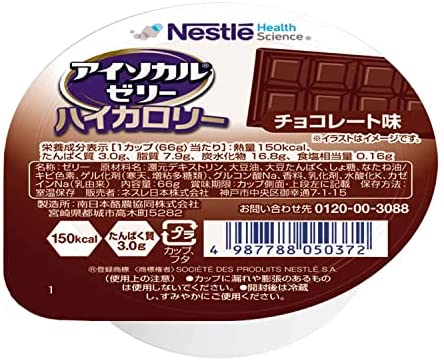 Nestlé Health Science®
アイソカル®
ゼリー
ハイカロリー
チョコレート味
※イラストはイメージです。
栄養成分表示 [1カップ (66g) 当たり]:熱量150kcal、
たんぱく質 3.0g、脂質 7.9g、炭水化物 16.8g、食塩相当量 0.16g
名称:ゼリー 原材料名:還元デキストリン、大豆油、大豆たんぱく、しょ糖、なたね油/
キビ色素、ゲル化剤(寒天、増粘多糖類)、グルコン酸Na、香料、乳化剤、水酸化K、カゼ
インNa(乳由来) 内容量:66g 賞味期限:カップ側面・上段左に記載 保存方法:
室温保存 販売者:ネスレ日本株式会社 神戸市中央区御幸通7-1-15
製造所:南日本酪農協同株式会社
宮崎県都城市高木町5282
お問い合わせ先 0120-00-3088
150kcal
たんぱく質
3.0g
プラ
カップ、
フタ
4 987788 050372
®登録商標 (商標権者) SOCIÉTÉ DES PRODUITS NESTLÉ S.A.
(使用上の注意) ●カップに漏れや膨張のあるもの
は使用しないでください。 ●開封後は冷蔵
し、すみやかにご使用ください。
1